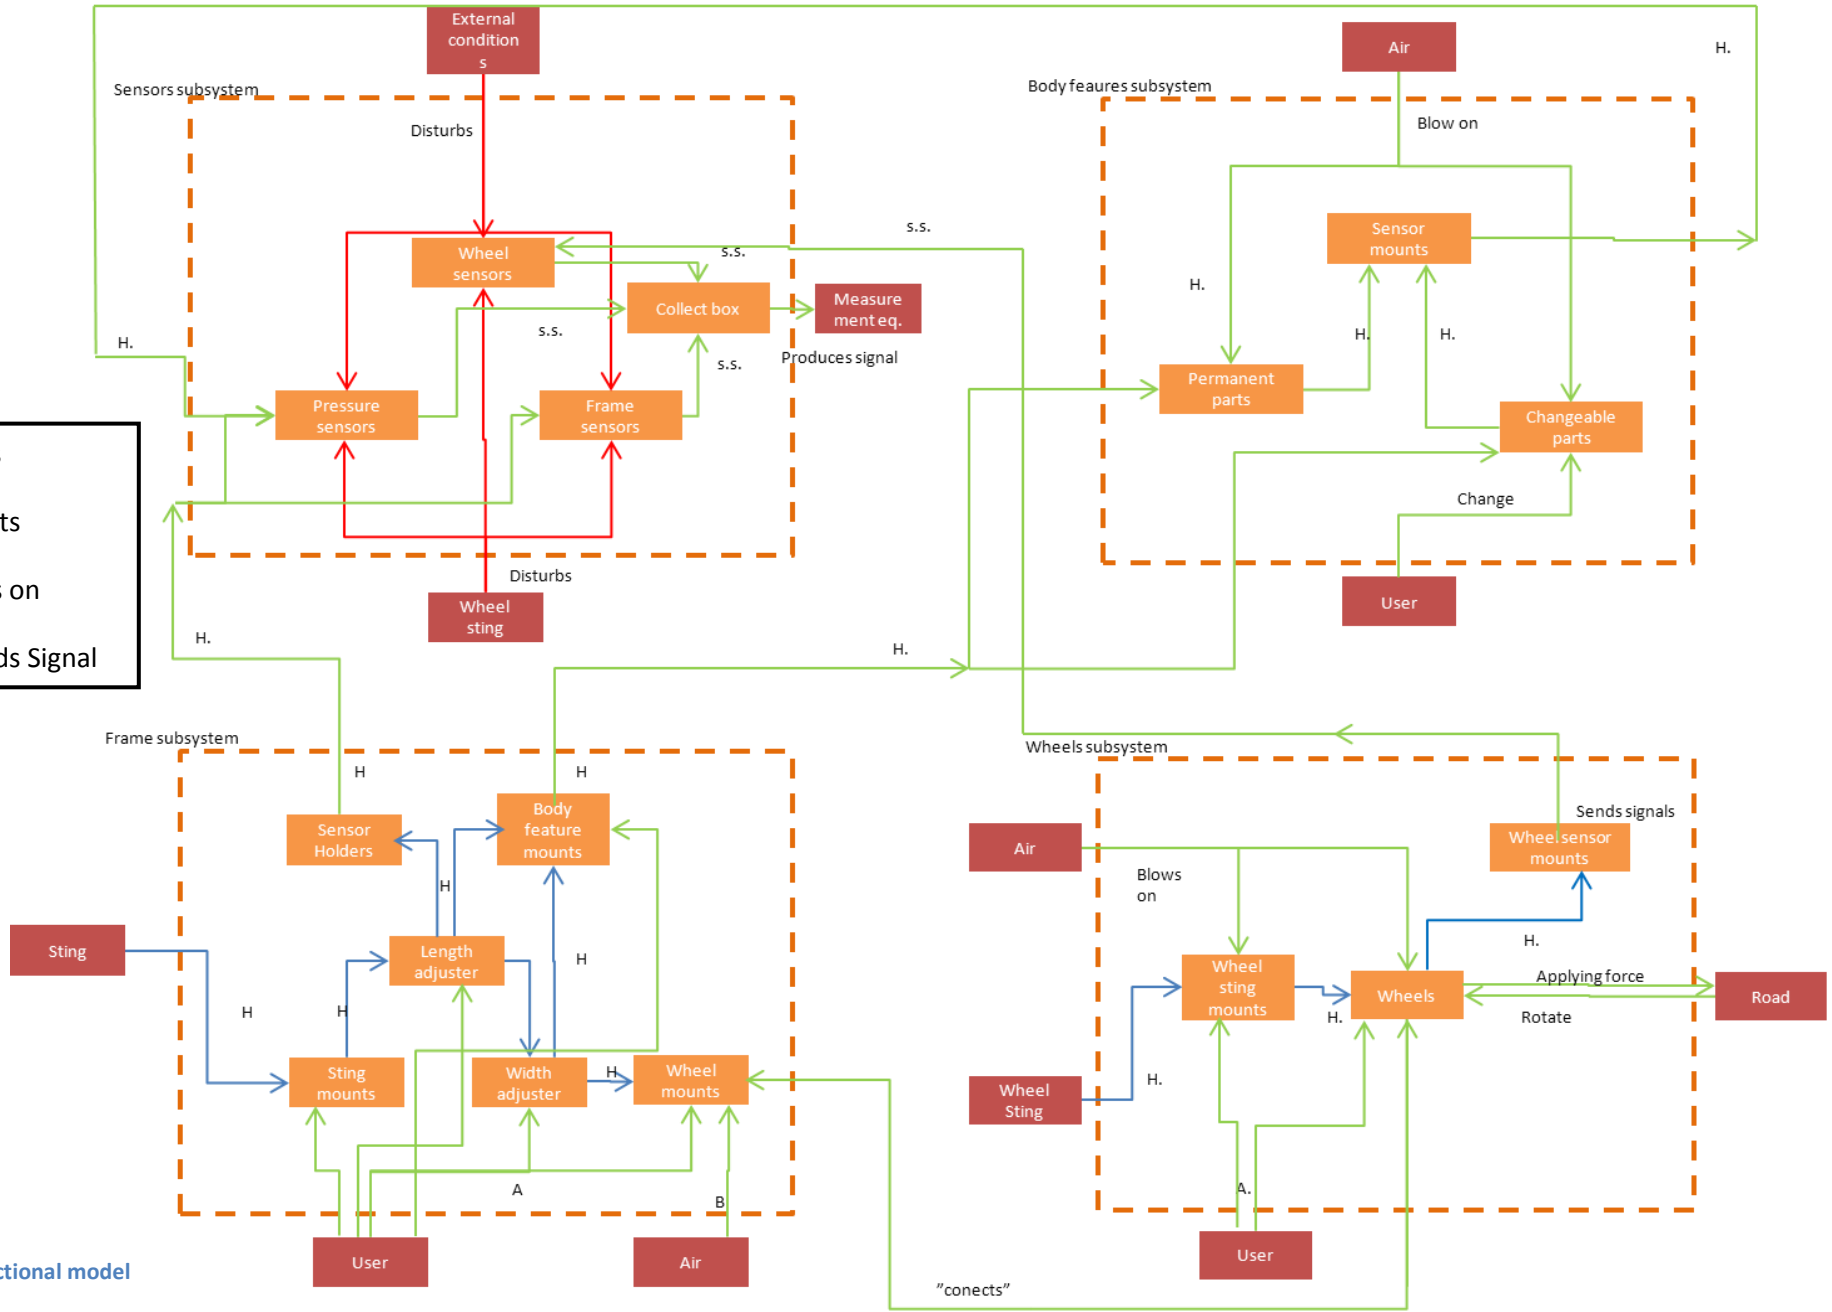 External
condition
s
Air
H.
Sensors subsystem
Body feaures subsystem
Disturbs
Blow on
Sensor
mounts
s.s.
Wheel
sensors
s.s.
H.
Collect box
Measure
ment eq.
s.s.
H.
H.
H.
Produces signal
s.s.
Permanent
parts
Pressure
sensors
Frame
sensors
Changeable
parts
Change
ts
s on
ds Signal
Disturbs
Wheel
sting
User
H.
H.
Frame subsystem
Wheels subsystem
H
H
Body
feature
mounts
Sensor
Holders
Sends signals
Wheel sensor
mounts
Air
Blows
on
H
Sting
Length
adjuster
H
H.
Wheel
sting
mounts
Applying force
Wheels
Road
H
H
H.
Rotate
Sting
mounts
Width
adjuster
H
Wheel
mounts
H.
Wheel
Sting
A
B
A.
User
Air
User
ctional model
”conects”